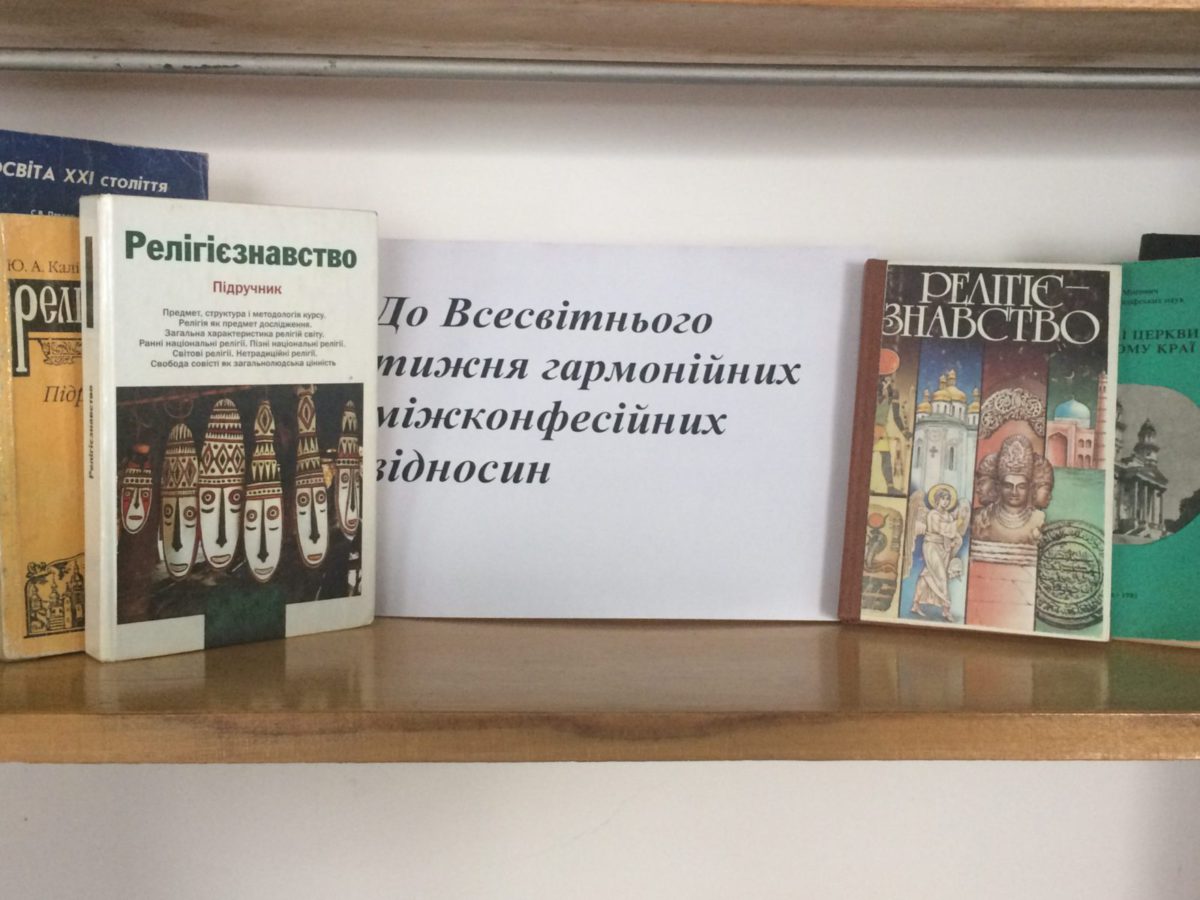 ОСВІТА XXI СТОЛІТТЯ
Ю. А. Калі
РЕЛІ
Релігієзнавство
Підручник
Предмет, структура і методологія курсу.
Релігія як предмет дослідження.
Загальна характеристика релігій світу.
Ранні національні релігії. Пізні національні релігії.
Світові релігії. Нетрадиційні релігії.
Свобода совісті як загальнолюдська цінність
Релігієзнавство
До Всесвітнього
тижня гармонійних
міжконфесійних
відносин
РЕЛІГІЄ-
ЗНАВСТВО
І ЦЕРКВИ
ОМУ КРАЇ